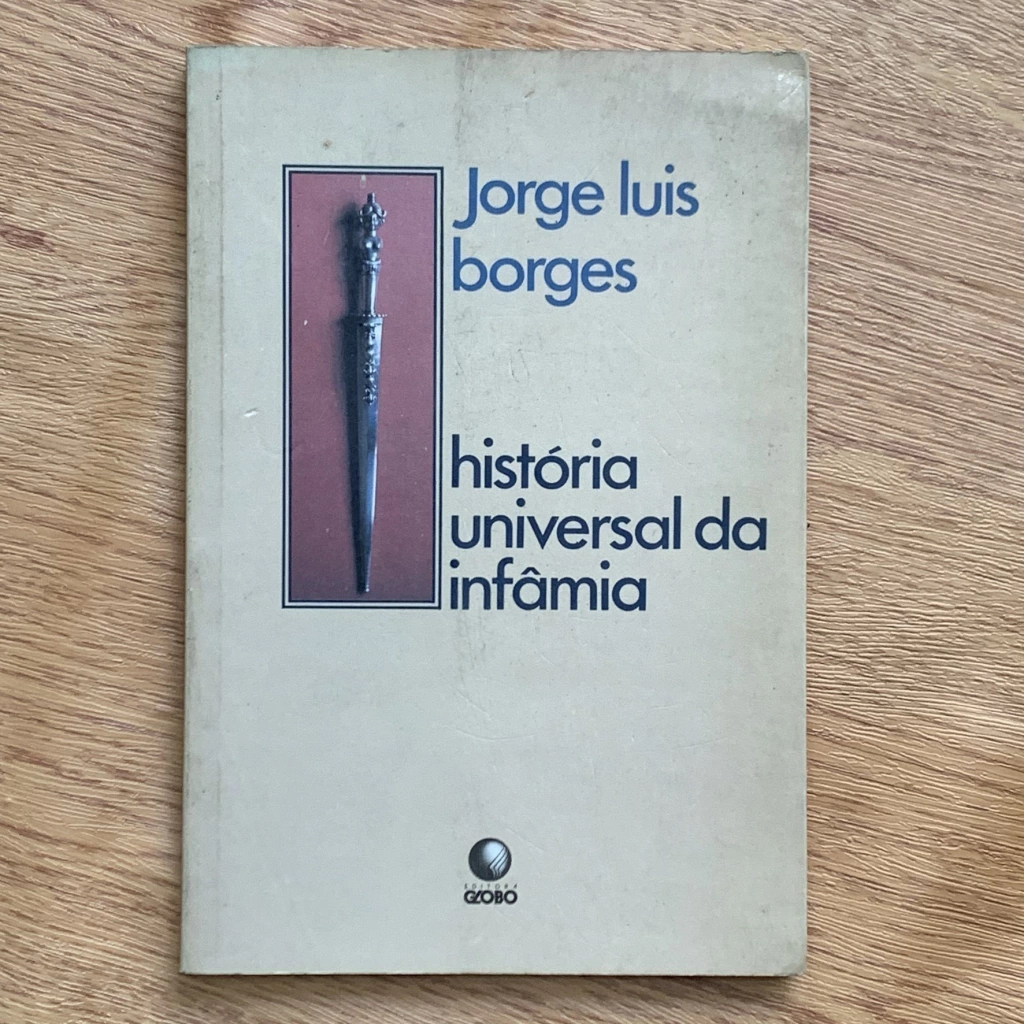 Jorge luis
borges
história
universal da
infâmia
EDITORA
GLOBO